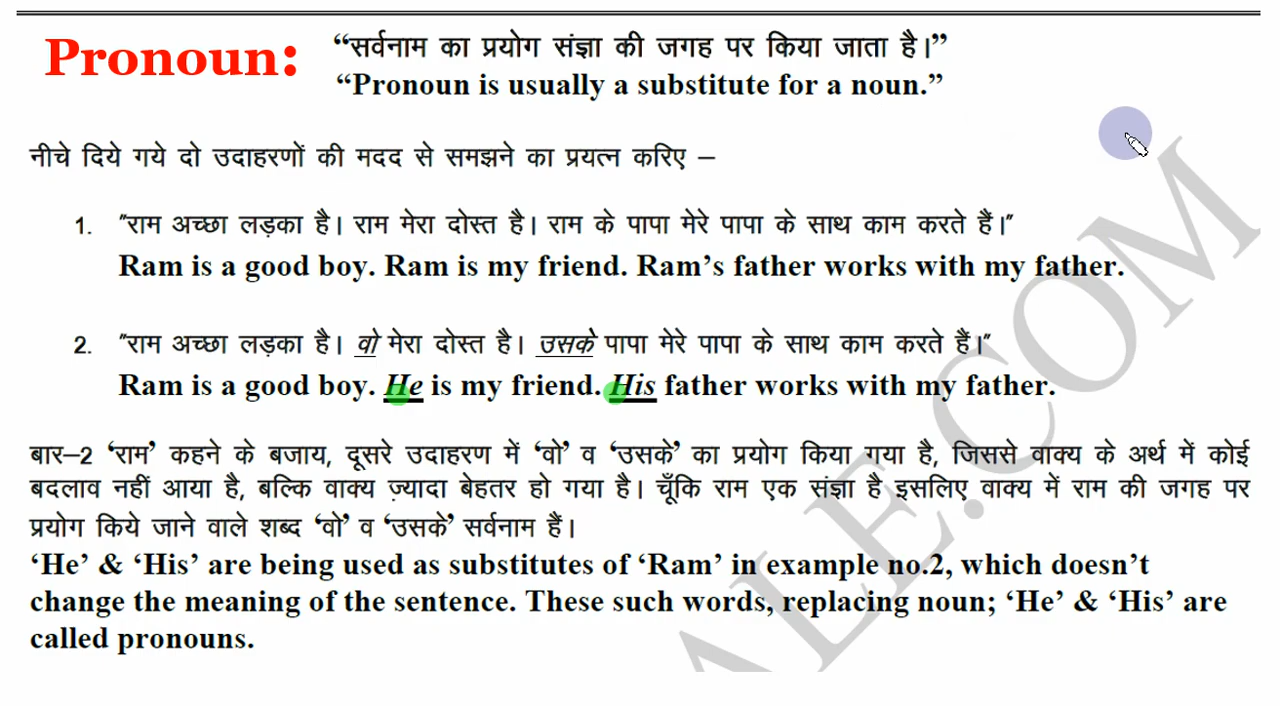 Pronoun: “सर्वनाम का प्रयोग संज्ञा की जगह पर किया जाता है।”
“Pronoun is usually a substitute for a noun.”
नीचे दिये गये दो उदाहरणों की मदद से समझने का प्रयत्न करिए –
1. “राम अच्छा लड़का है। राम मेरा दोस्त है। राम के पापा मेरे पापा के साथ काम करते हैं।”
Ram is a good boy. Ram is my friend. Ram’s father works with my father.
2. “राम अच्छा लड़का है। वो मेरा दोस्त है। उसके पापा मेरे पापा के साथ काम करते हैं।”
Ram is a good boy. He is my friend. His father works with my father.
बार–2 ‘राम’ कहने के बजाय, दूसरे उदाहरण में ‘वो’ व ‘उसके’ का प्रयोग किया गया है, जिससे वाक्य के अर्थ में कोई
बदलाव नहीं आया है, बल्कि वाक्य ज़्यादा बेहतर हो गया है। चूँकि राम एक संज्ञा है इसलिए वाक्य में राम की जगह पर
प्रयोग किये जाने वाले शब्द ‘वो’ व ‘उसके’ सर्वनाम हैं।
‘He’ & ‘His’ are being used as substitutes of ‘Ram’ in example no.2, which doesn’t
change the meaning of the sentence. These such words, replacing noun; ‘He’ & ‘His’ are
called pronouns.
ALE.COM